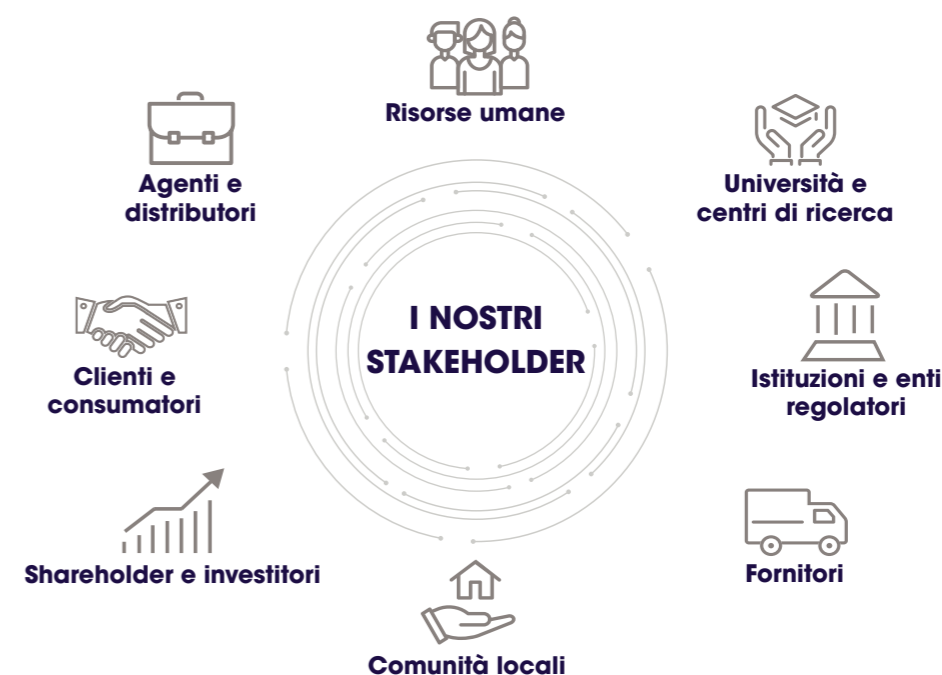 Risorse umane
Agenti e
distributori
Università e
centri di ricerca
I NOSTRI
STAKEHOLDER
Clienti e
consumatori
Istituzioni e enti
regolatori
Shareholder e investitori
Fornitori
Comunità locali